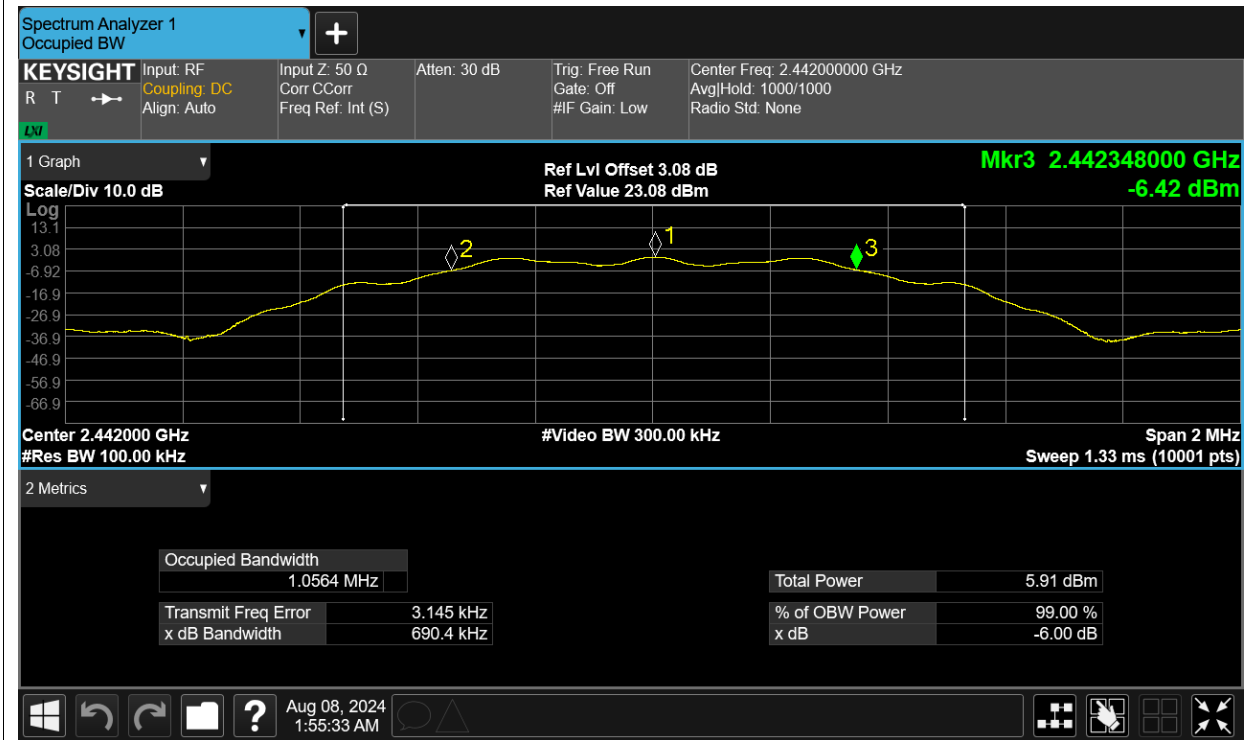 Spectrum Analyzer 1
Occupied BW
KEYSIGHT
R T
LXI
Input: RF
Coupling: DC
Align: Auto
Input Z: 50 Ω
Corr CCorr
Freq Ref: Int (S)
Atten: 30 dB
Trig: Free Run
Gate: Off
#IF Gain: Low
Center Freq: 2.442000000 GHz
Avg|Hold: 1000/1000
Radio Std: None
1 Graph
Scale/Div 10.0 dB
Ref Lvl Offset 3.08 dB
Ref Value 23.08 dBm
Mkr3 2.442348000 GHz
-6.42 dBm
Log
13.1
3.08
-6.92
-16.9
-26.9
-36.9
-46.9
-56.9
-66.9
2
1
3
Center 2.442000 GHz
#Res BW 100.00 kHz
#Video BW 300.00 kHz
Span 2 MHz
Sweep 1.33 ms (10001 pts)
2 Metrics
Occupied Bandwidth
1.0564 MHz
Transmit Freq Error 3.145 kHz
x dB Bandwidth 690.4 kHz
Total Power 5.91 dBm
% of OBW Power 99.00 %
x dB -6.00 dB
?
Aug 08, 2024
1:55:33 AM